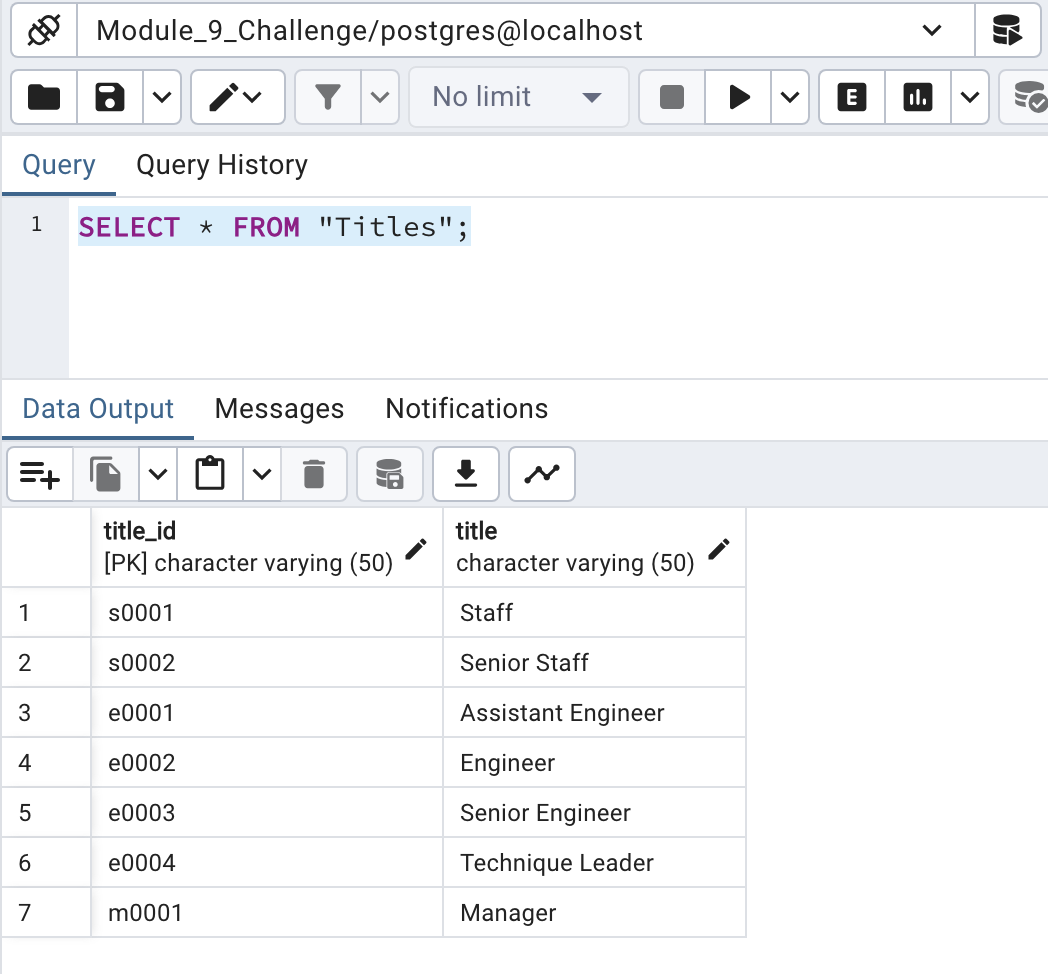 Module_9_Challenge/postgres@localhost
No limit
E
Query Query History
1 SELECT * FROM "Titles";
Data Output Messages Notifications
title_id title
[PK] character varying (50) character varying (50)
1 s0001 Staff
2 s0002 Senior Staff
3 e0001 Assistant Engineer
4 e0002 Engineer
5 e0003 Senior Engineer
6 e0004 Technique Leader
7 m0001 Manager